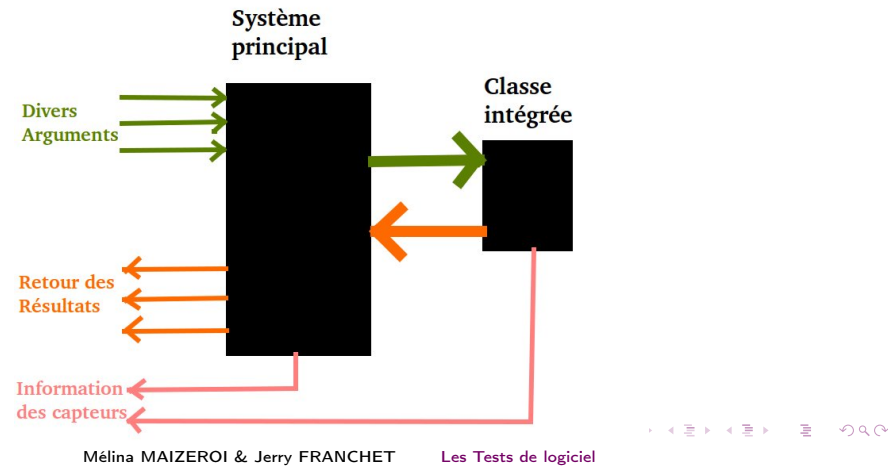 Système
principal
Classe
intégrée
Divers
Arguments
Retour des
Résultats
Information
des capteurs
Mélina MAIZEROI & Jerry FRANCHET
Les Tests de logiciel